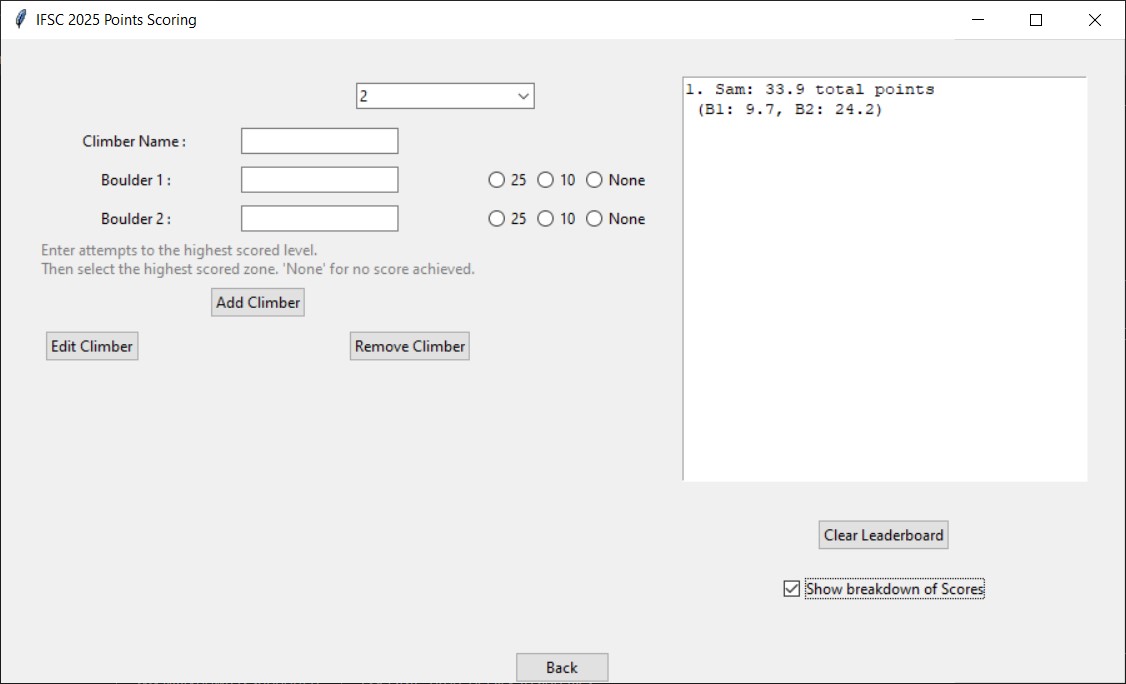 IFSC 2025 Points Scoring
2
Climber Name :
Boulder 1 :
25 10 None
Boulder 2 :
25 10 None
Enter attempts to the highest scored level.
Then select the highest scored zone. 'None' for no score achieved.
Add Climber
Edit Climber
Remove Climber
1. Sam: 33.9 total points
(B1: 9.7, B2: 24.2)
Clear Leaderboard
Show breakdown of Scores
Back